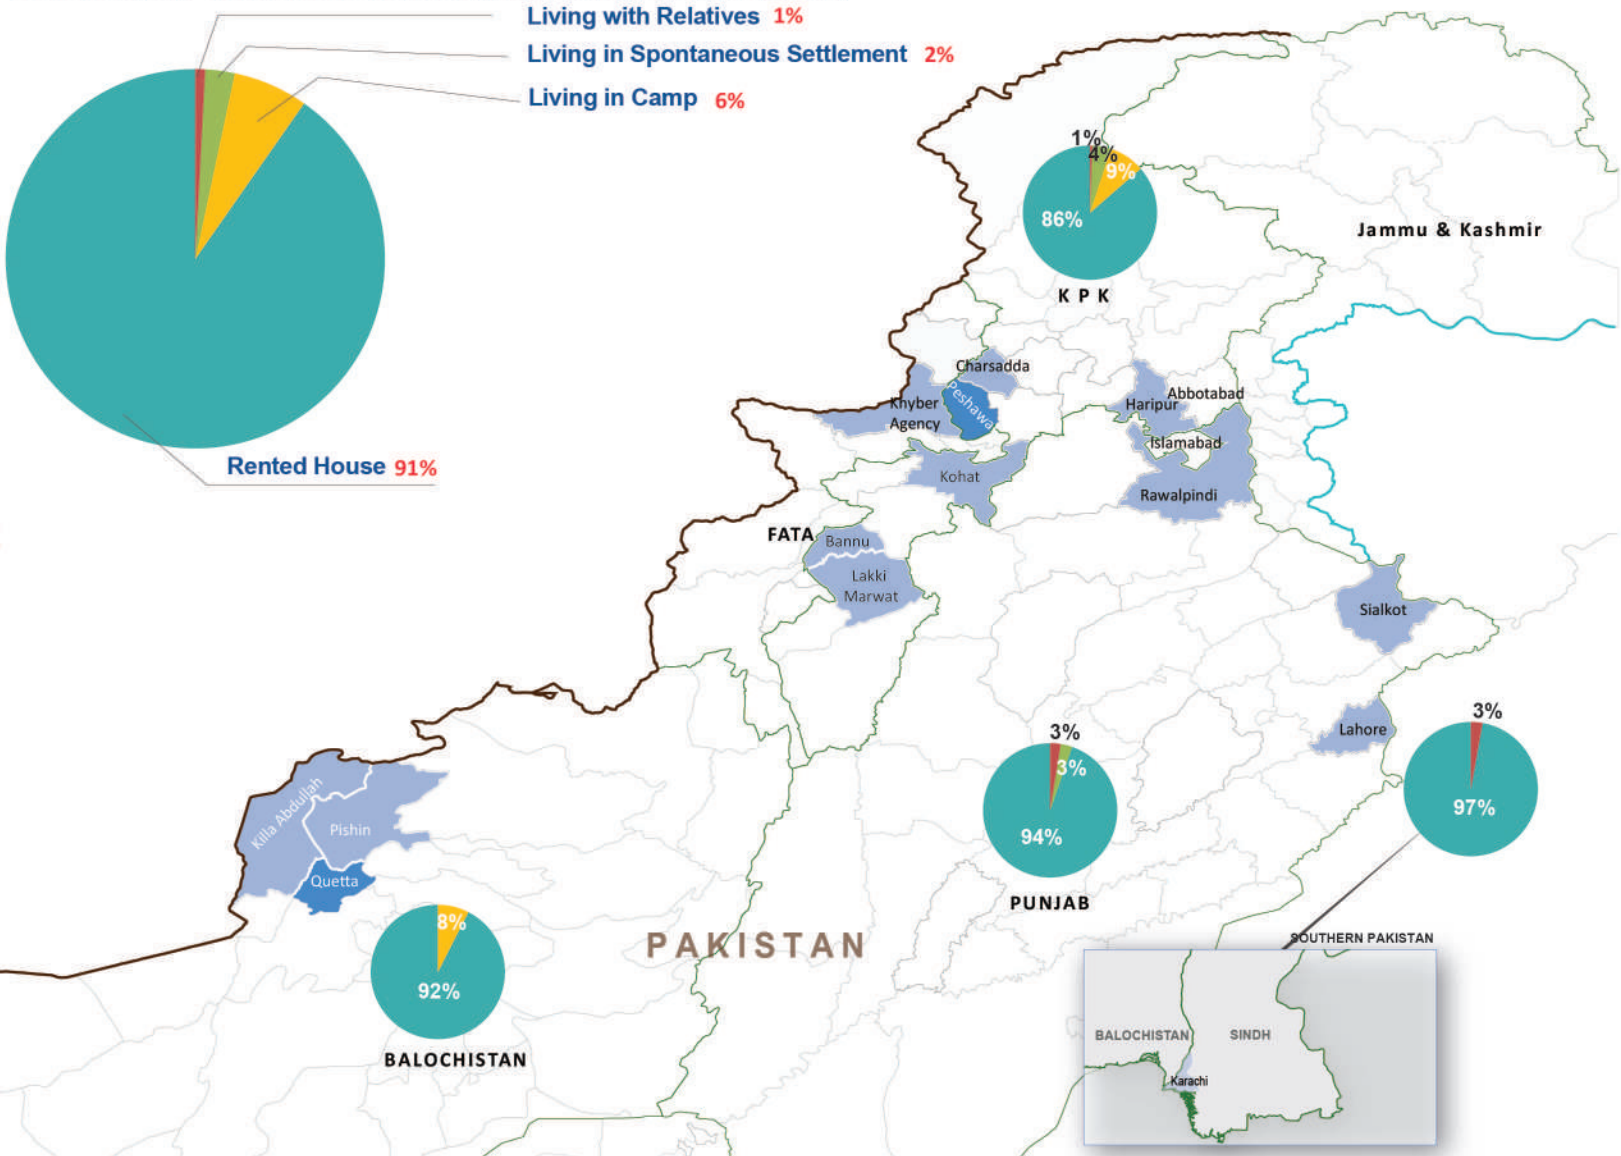 Living with Relatives 1%
Living in Spontaneous Settlement 2%
Living in Camp 6%
Rented House 91%
1%
4%
9%
86%
K P K
Jammu & Kashmir
Charsadda
Peshawa
Khyber
Agency
Haripur
Abbotabad
Islamabad
Rawalpindi
Kohat
FATA
Bannu
Lakki
Marwat
Sialkot
Lahore
3%
97%
3%
3%
94%
PUNJAB
Killa Abdullah
Pishin
Quetta
8%
92%
BALOCHISTAN
PAKISTAN
SOUTHERN PAKISTAN
BALOCHISTAN
SINDH
Karachi